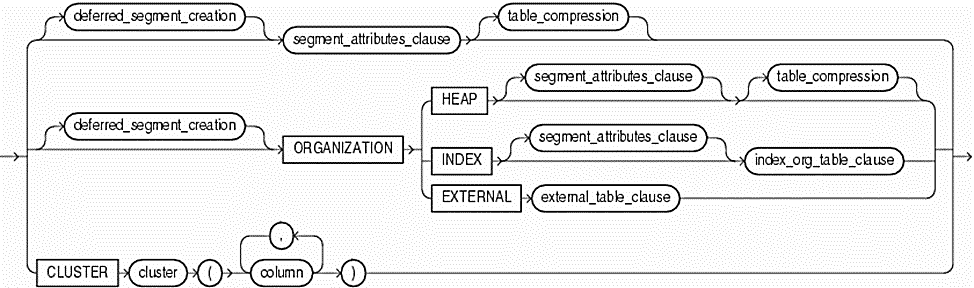 deferred_segment_creation table_compression
segment_attributes_clause
segment_attributes_clause table_compression
HEAP
deferred_segment_creation segment_attributes_clause
ORGANIZATION INDEX index_org_table_clause
EXTERNAL external_table_clause
,
CLUSTER cluster ( column )